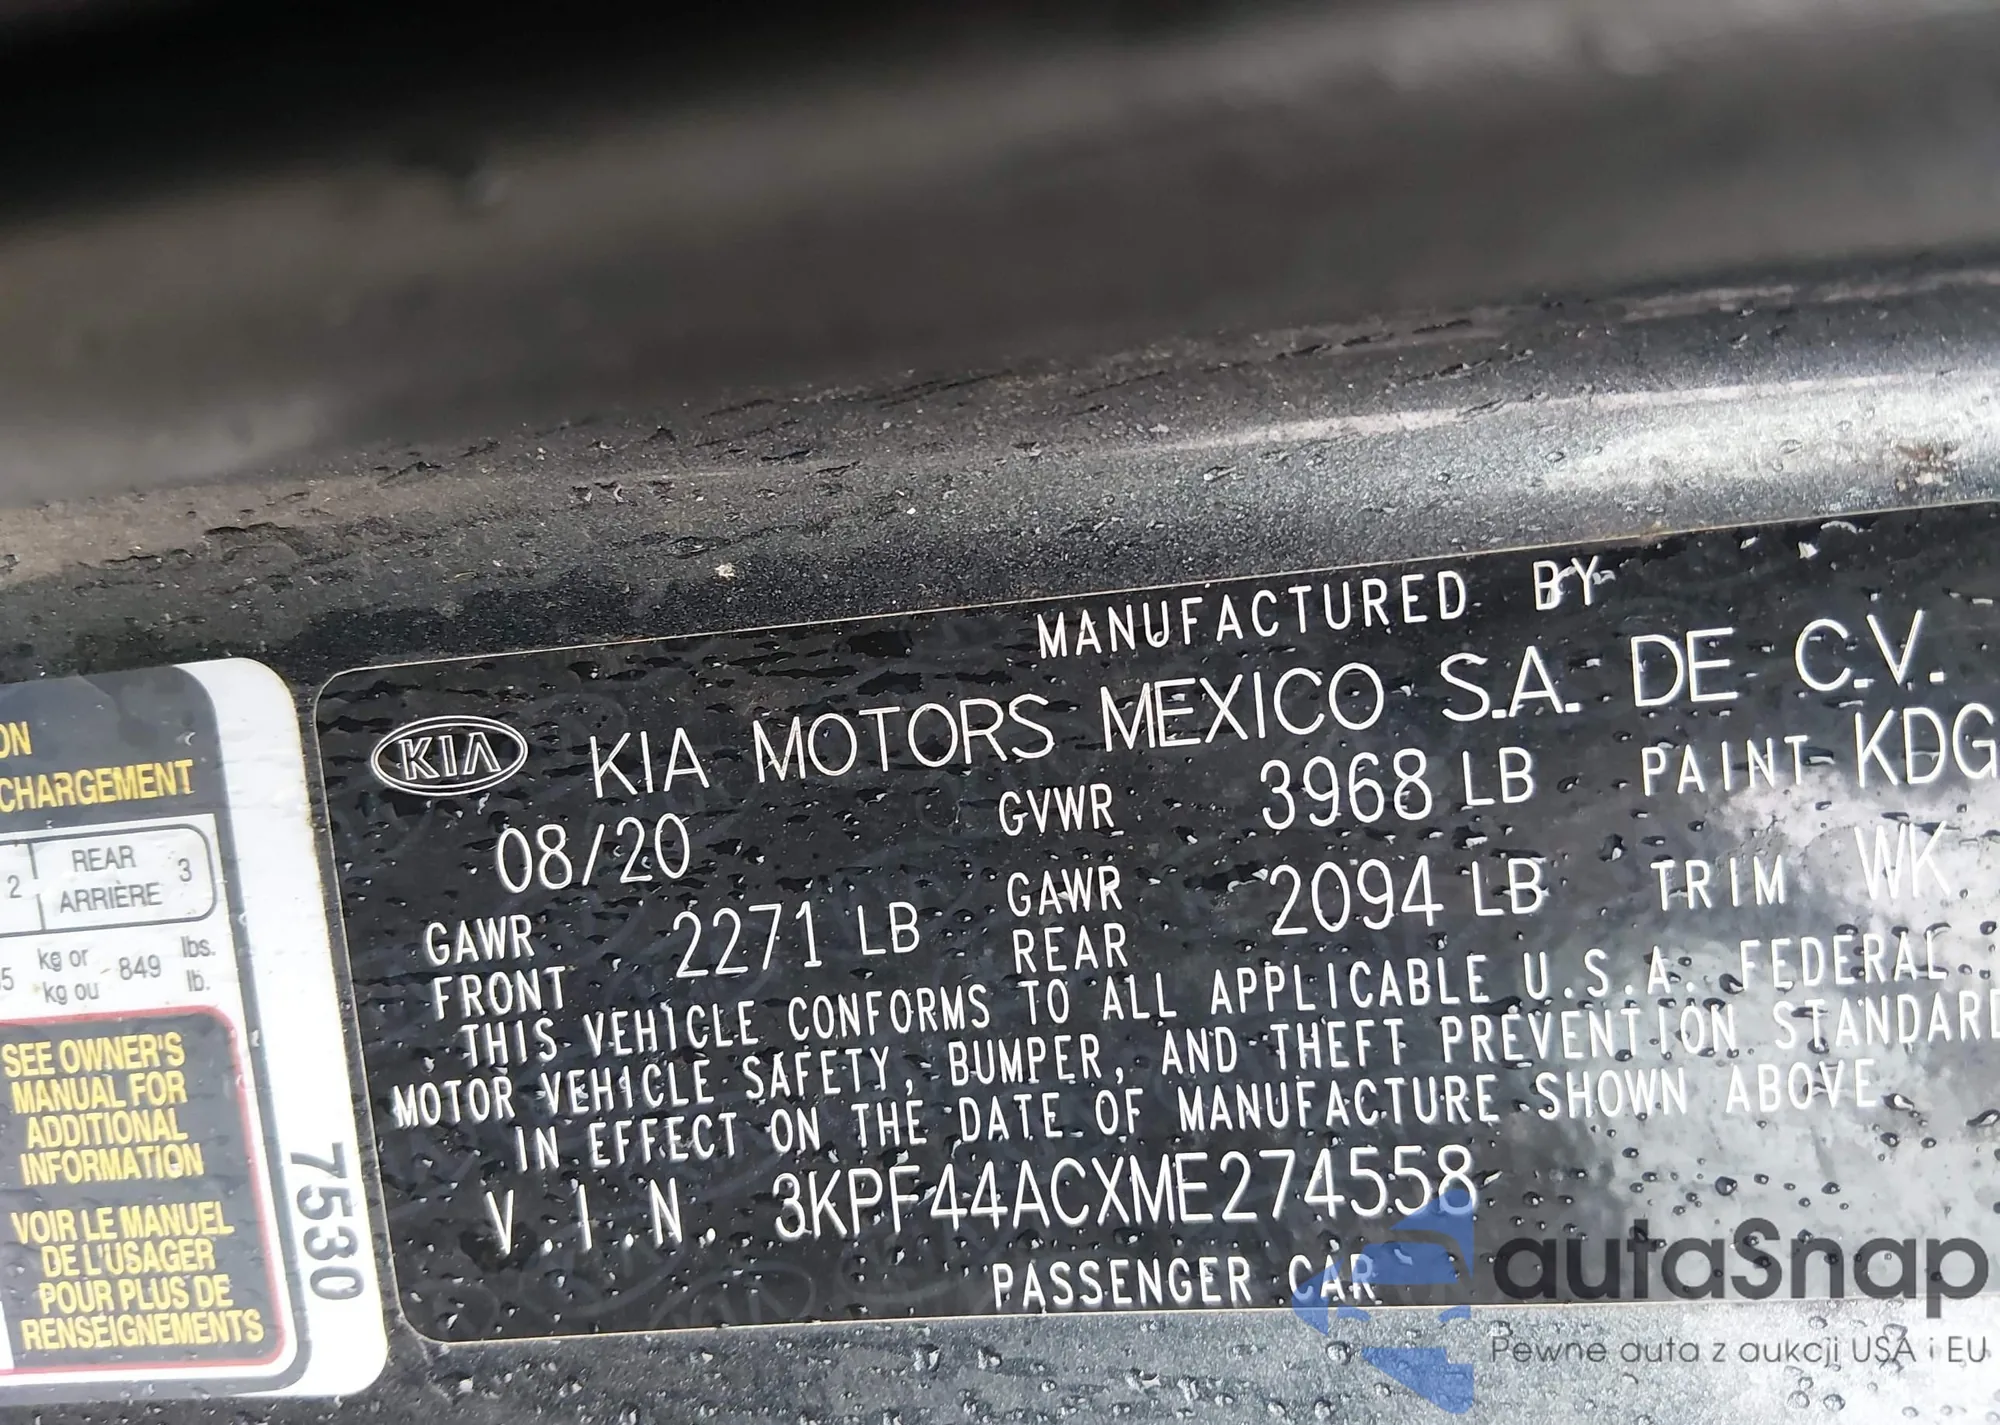 MANUFACTURED BY
KIA KIA MOTORS MEXICO S.A. DE C.V.
08/20 GVWR 3968 LB PAINT KDG
GAWR FRONT 2271 LB GAWR REAR 2094 LB TRIM WK
THIS VEHICLE CONFORMS TO ALL APPLICABLE U.S.A. FEDERAL
MOTOR VEHICLE SAFETY, BUMPER, AND THEFT PREVENTION STANDARD
IN EFFECT ON THE DATE OF MANUFACTURE SHOWN ABOVE
V.I.N. 3KPF44ACXME274558
PASSENGER CAR
ON
CHARGEMENT
2 REAR 3
ARRIÈRE
5 kg or 849 lbs.
kg ou lb.
SEE OWNER'S
MANUAL FOR
ADDITIONAL
INFORMATION
VOIR LE MANUEL
DE L'USAGER
POUR PLUS DE
RENSEIGNEMENTS
7530
autaSnap
Pewne auta z aukcji USA i EU